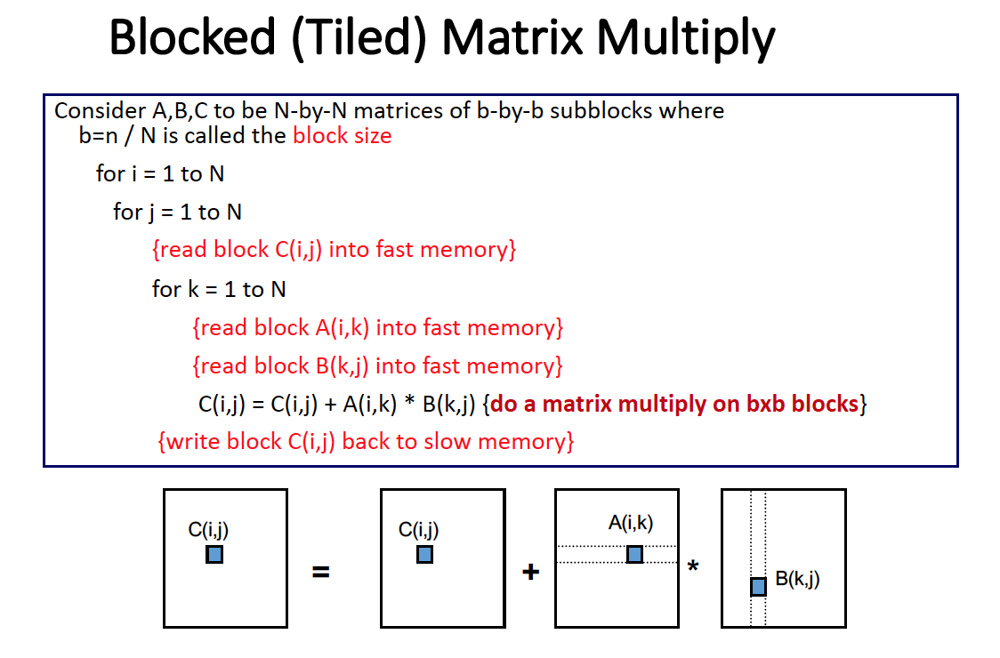 Blocked (Tiled) Matrix Multiply
Consider A,B,C to be N-by-N matrices of b-by-b subblocks where
b=n / N is called the block size
for i = 1 to N
for j = 1 to N
{read block C(i,j) into fast memory}
for k = 1 to N
{read block A(i,k) into fast memory}
{read block B(k,j) into fast memory}
C(i,j) = C(i,j) + A(i,k) * B(k,j) {do a matrix multiply on bxb blocks}
{write block C(i,j) back to slow memory}
C(i,j) = C(i,j) + A(i,k) * B(k,j)